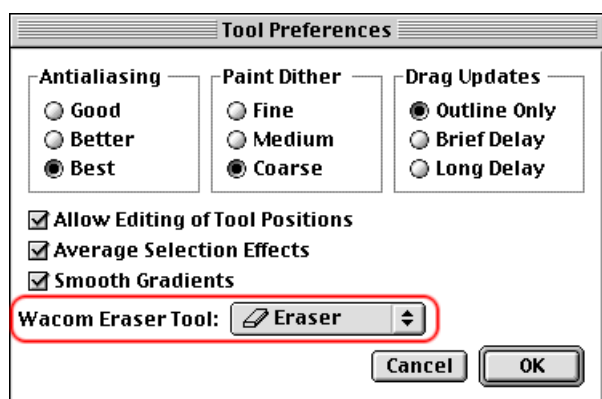 Tool Preferences
Antialiasing
Good
Better
Best
Paint Dither
Fine
Medium
Coarse
Drag Updates
Outline Only
Brief Delay
Long Delay
Allow Editing of Tool Positions
Average Selection Effects
Smooth Gradients
Wacom Eraser Tool: Eraser
Cancel OK